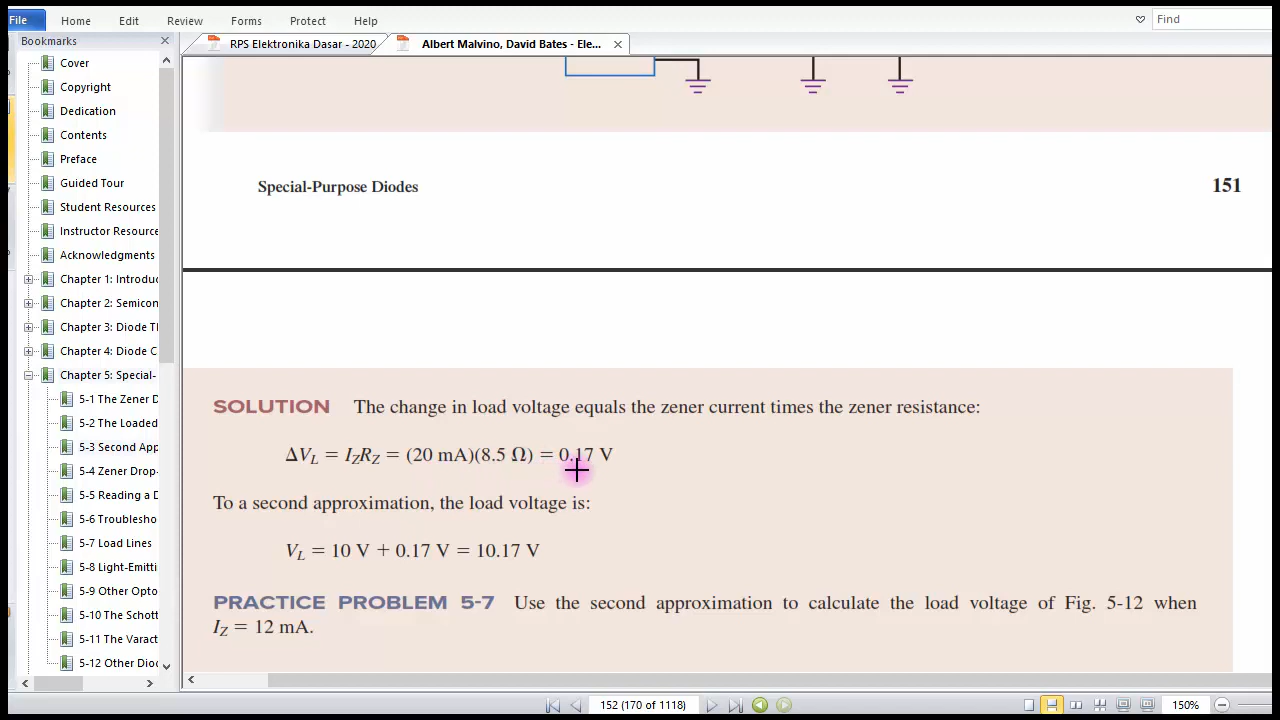 File Home Edit Review Forms Protect Help Find
Bookmarks
RPS Elektronika Dasar - 2020
Albert Malvino, David Bates - Ele...
Cover
Copyright
Dedication
Contents
Preface
Guided Tour
Student Resources
Instructor Resource
Acknowledgments
Chapter 1: Introduc
Chapter 2: Semicon
Chapter 3: Diode T
Chapter 4: Diode C
Chapter 5: Special-
5-1 The Zener D
5-2 The Loaded
5-3 Second App
5-4 Zener Drop-
5-5 Reading a D
5-6 Troublesho
5-7 Load Lines
5-8 Light-Emitti
5-9 Other Opto
5-10 The Schott
5-11 The Varact
5-12 Other Dioc
Special-Purpose Diodes 151
SOLUTION The change in load voltage equals the zener current times the zener resistance:
ΔV_L = I_Z R_Z = (20 mA)(8.5 Ω) = 0.17 V
To a second approximation, the load voltage is:
V_L = 10 V + 0.17 V = 10.17 V
PRACTICE PROBLEM 5-7 Use the second approximation to calculate the load voltage of Fig. 5-12 when
I_Z = 12 mA.
152 (170 of 1118) 150%